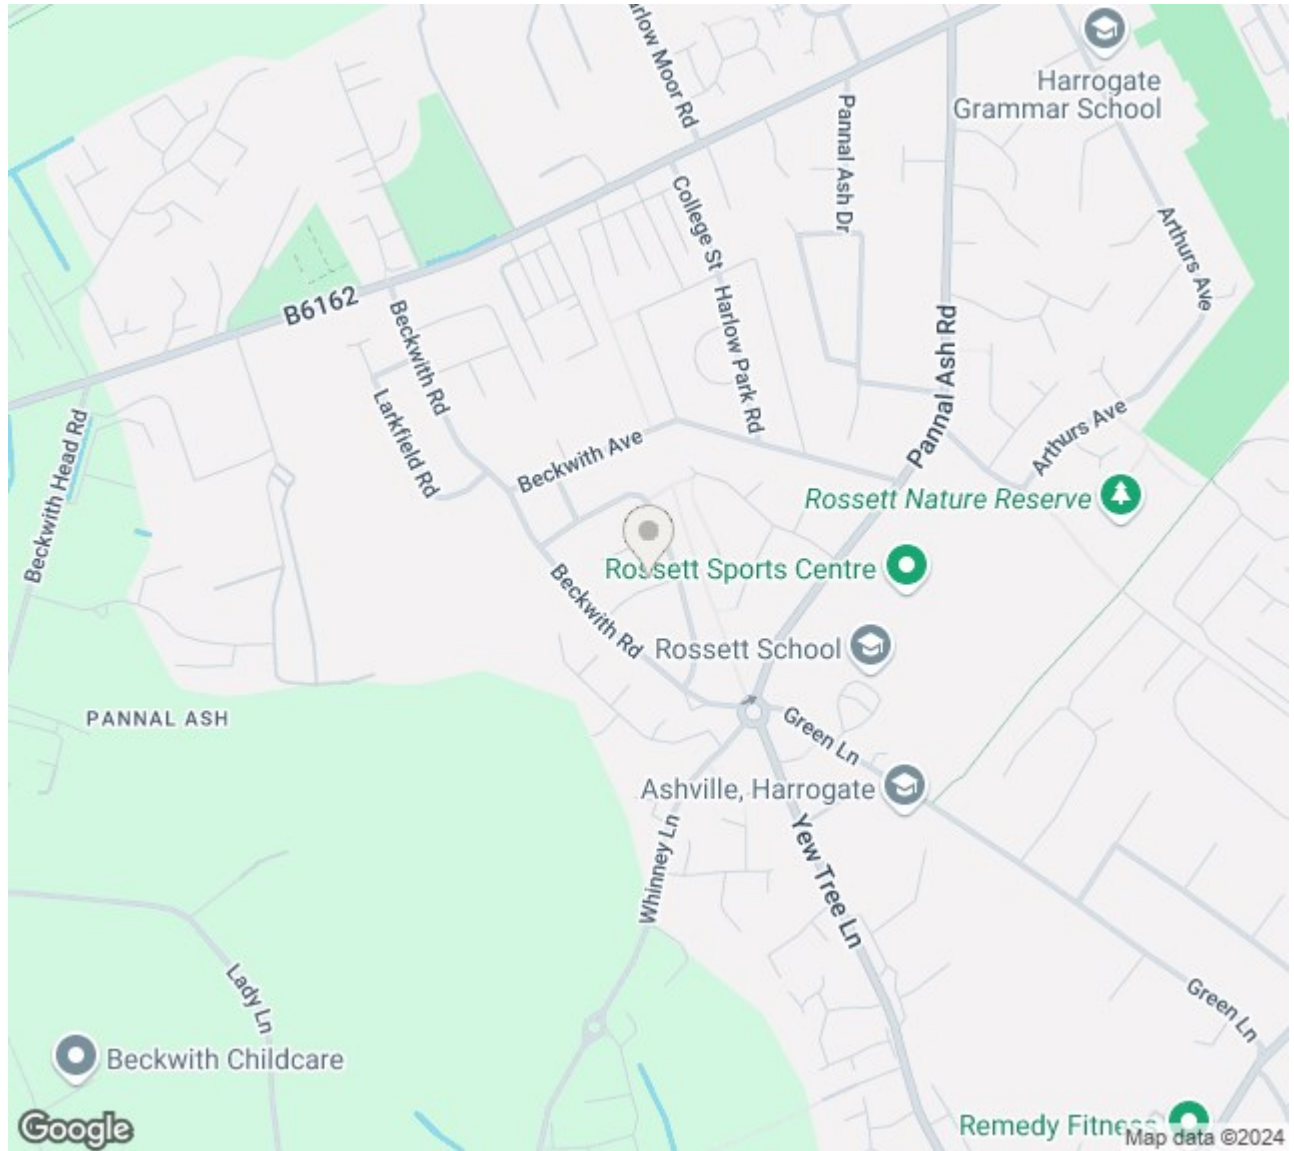 arlow Moor Rd
Harrogate
Grammar School
Pannal Ash Dr
College St
Arthurs Ave
B6162
Beckwith Rd
Harlow Park Rd
Pannal Ash Rd
Larkfield Rd
Beckwith Head Rd
Beckwith Ave
Arthurs Ave
Rossett Nature Reserve
Rossett Sports Centre
Beckwith Rd
Rossett School
PANNAL ASH
Green Ln
Ashville, Harrogate
Whinney Ln
Yew Tree Ln
Lady Ln
Green Ln
Beckwith Childcare
Google
Remedy Fitness
Map data ©2024